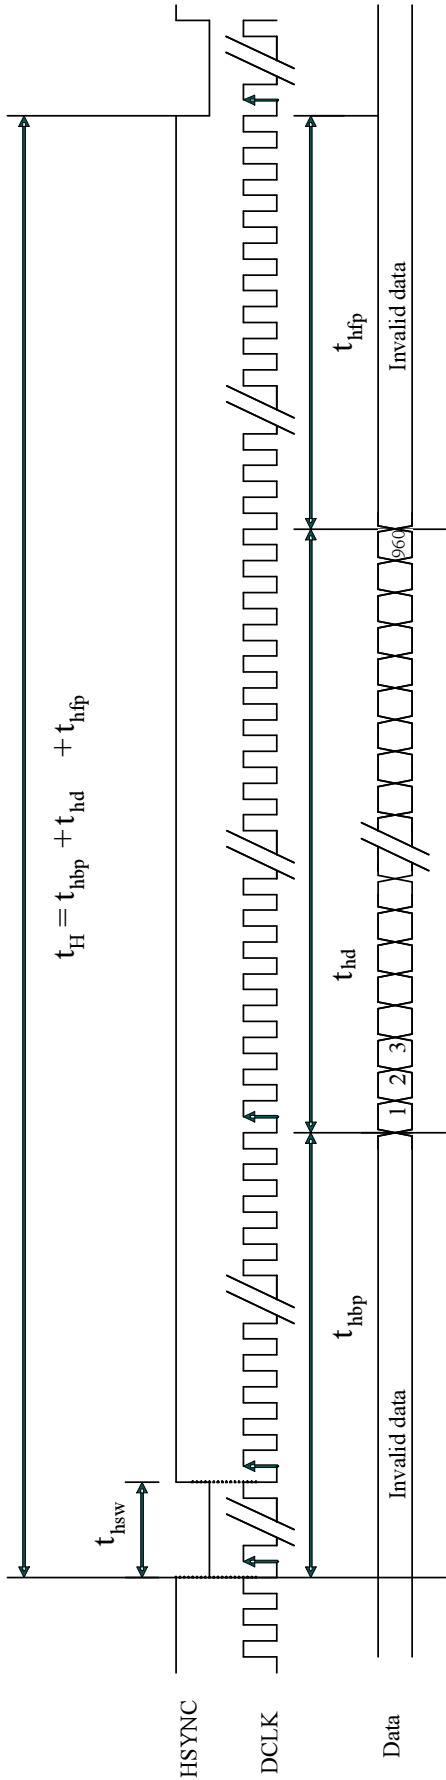 t_H = t_hbp + t_hd + t_hfp
t_hsw
HSYNC
DCLK
t_hbp
t_hd
t_hfp
Data
Invalid data
1 2 3
960
Invalid data